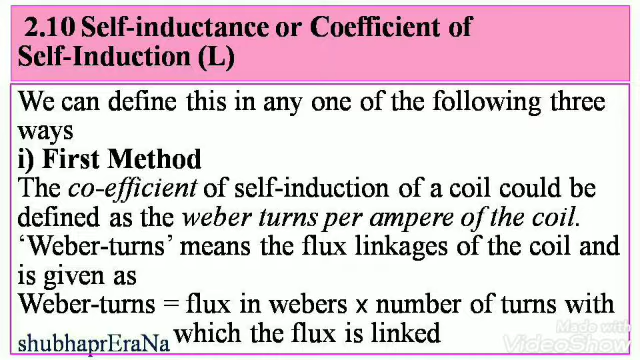 2.10 Self-inductance or Coefficient of
Self-Induction (L)
We can define this in any one of the following three
ways
i) First Method
The co-efficient of self-induction of a coil could be
defined as the weber turns per ampere of the coil.
‘Weber-turns’ means the flux linkages of the coil and
is given as
Weber-turns = flux in webers x number of turns with
which the flux is linked
shubhaprEraNa
Made with
VideoShow